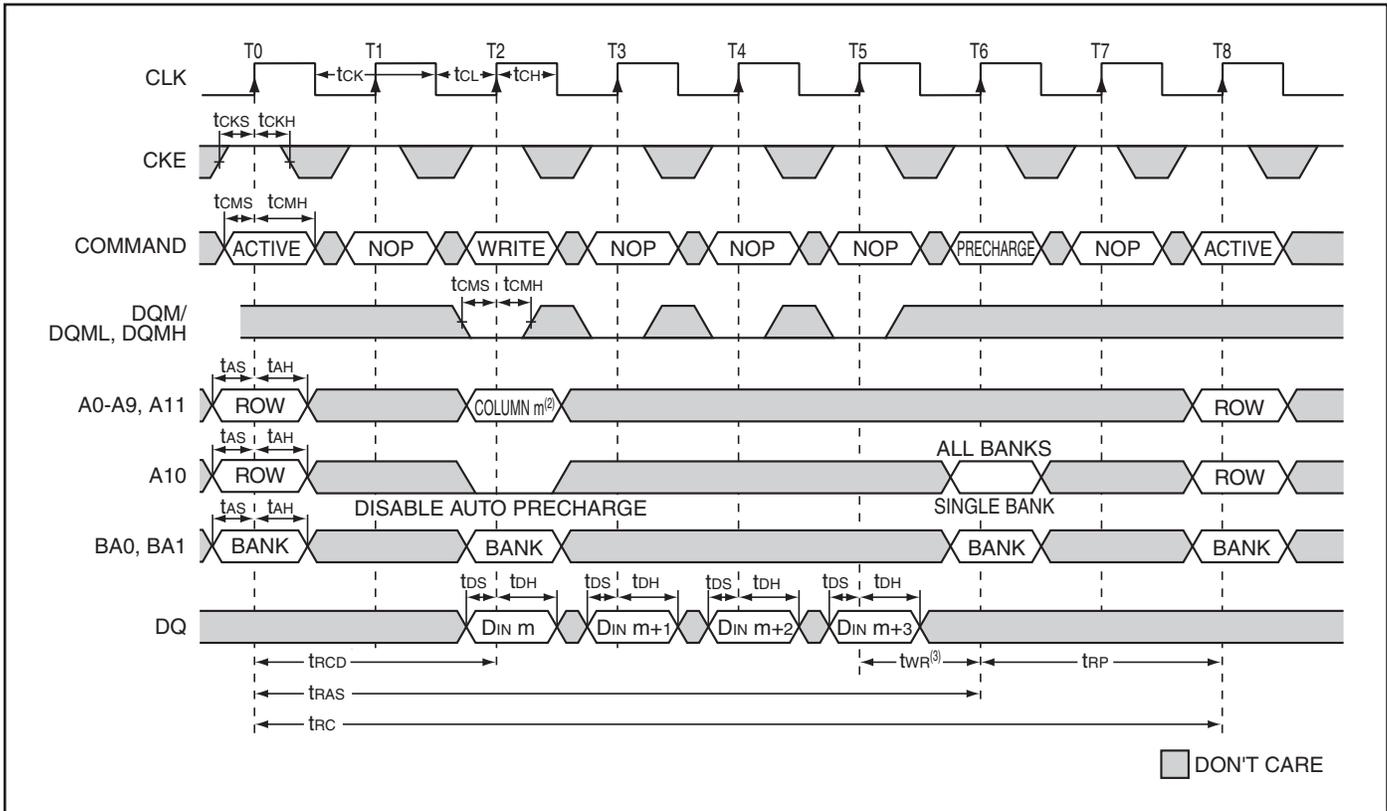 T0 T1 T2 T3 T4 T5 T6 T7 T8
CLK tCK tCL tCH
tCKS tCKH
CKE
tCMS tCMH
COMMAND ACTIVE NOP WRITE NOP NOP NOP PRECHARGE NOP ACTIVE
tCMS tCMH
DQM/
DQML, DQMH
tAS tAH
A0-A9, A11 ROW COLUMN m(2) ROW
tAS tAH ALL BANKS
A10 ROW ROW
tAS tAH DISABLE AUTO PRECHARGE SINGLE BANK
BA0, BA1 BANK BANK BANK BANK
tDS tDH tDS tDH tDS tDH tDS tDH
DQ DIN m DIN m+1 DIN m+2 DIN m+3
tRCD tWR(3) tRP
tRAS
tRC
DON'T CARE